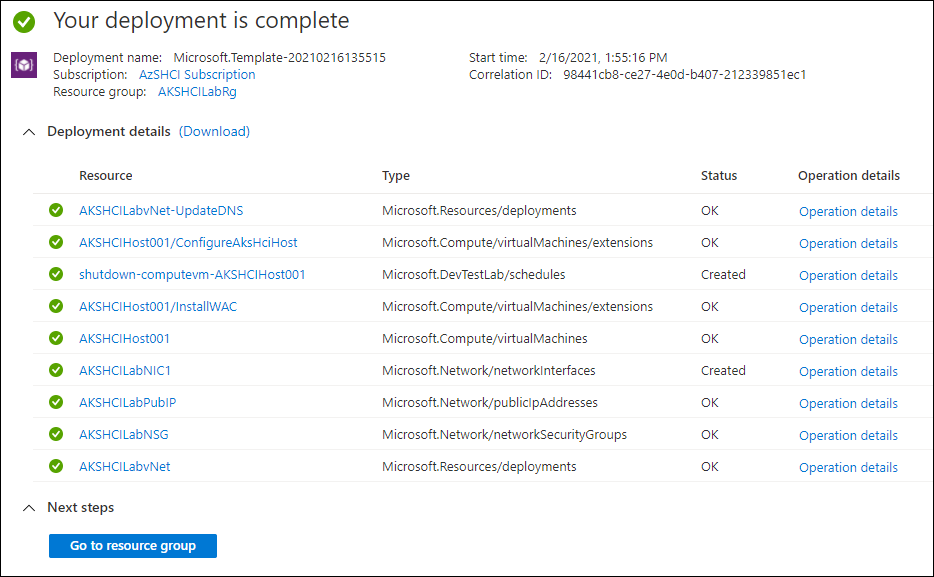 Your deployment is complete
Deployment name: Microsoft.Template-20210216135515 Start time: 2/16/2021, 1:55:16 PM
Subscription: AzSHCI Subscription Correlation ID: 98441cb8-ce27-4e0d-b407-212339851ec1
Resource group: AKSHCILabRg
Deployment details (Download)
Resource Type Status Operation details
AKSHCILabvNet-UpdateDNS Microsoft.Resources/deployments OK Operation details
AKSHCIHost001/ConfigureAksHciHost Microsoft.Compute/virtualMachines/extensions OK Operation details
shutdown-computevm-AKSHCIHost001 Microsoft.DevTestLab/schedules Created Operation details
AKSHCIHost001/InstallWAC Microsoft.Compute/virtualMachines/extensions OK Operation details
AKSHCIHost001 Microsoft.Compute/virtualMachines OK Operation details
AKSHCILabNIC1 Microsoft.Network/networkInterfaces Created Operation details
AKSHCILabPubIP Microsoft.Network/publicIpAddresses OK Operation details
AKSHCILabNSG Microsoft.Network/networkSecurityGroups OK Operation details
AKSHCILabvNet Microsoft.Resources/deployments OK Operation details
Next steps
Go to resource group